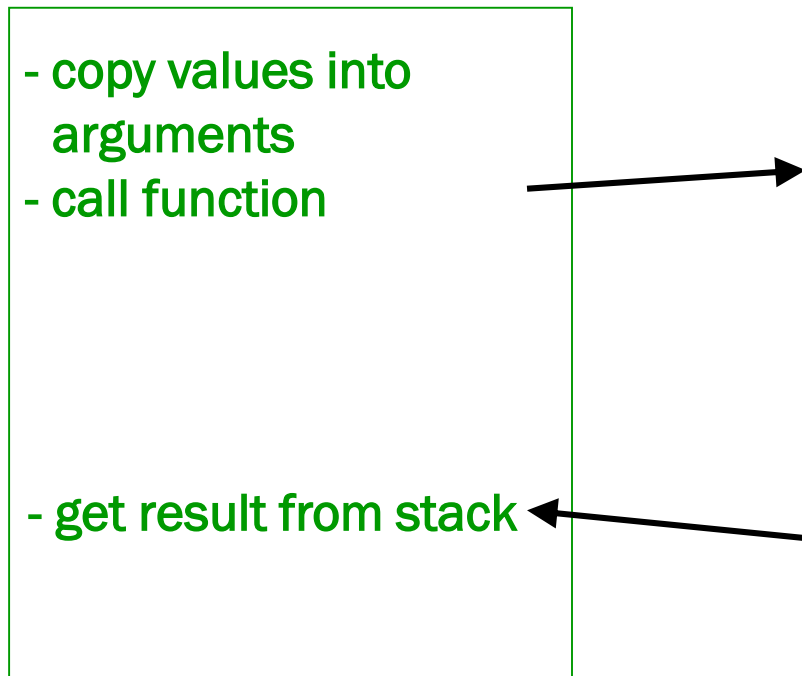 - copy values into
arguments
- call function
- get result from stack